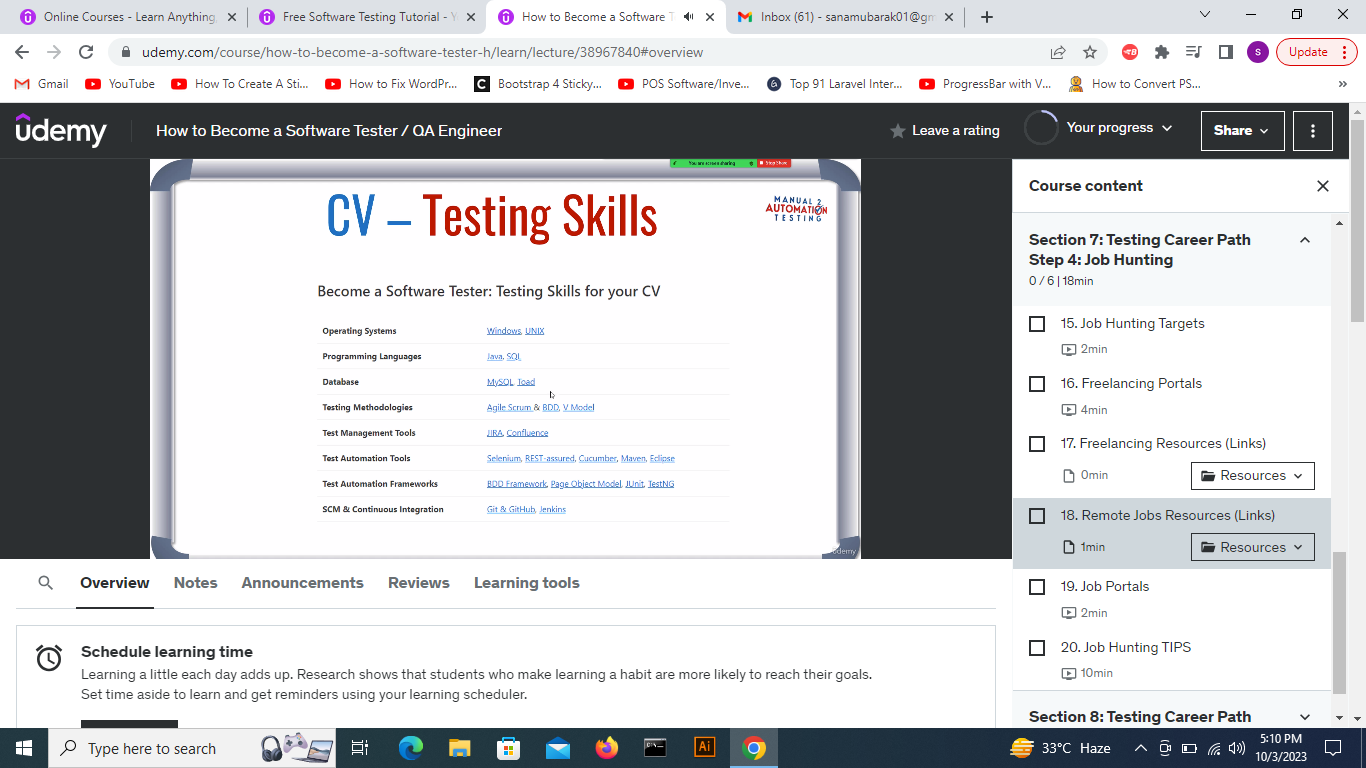 Online Courses - Learn Anything,
Free Software Testing Tutorial - Y
How to Become a Software T
Inbox (61) - sanamubarak01@gm
udemy.com/course/how-to-become-a-software-tester-h/learn/lecture/38967840#overview
s
Update
Gmail
YouTube
How To Create A Sti...
How to Fix WordPr...
Bootstrap 4 Sticky...
POS Software/Inve...
Top 91 Laravel Inter...
ProgressBar with V...
How to Convert PS...
»
udemy
How to Become a Software Tester / QA Engineer
Leave a rating
Your progress
Share
You are screen sharing
Stop Share
CV – Testing Skills
MANUAL 2
AUTOMATION
TESTING
Become a Software Tester: Testing Skills for your CV
Operating Systems Windows, UNIX
Programming Languages Java, SQL
Database MySQL, Toad
Testing Methodologies Agile Scrum & BDD, V Model
Test Management Tools JIRA, Confluence
Test Automation Tools Selenium, REST-assured, Cucumber, Maven, Eclipse
Test Automation Frameworks BDD Framework, Page Object Model, JUnit, TestNG
SCM & Continuous Integration Git & GitHub, Jenkins
udemy
Course content
Section 7: Testing Career Path
Step 4: Job Hunting
0 / 6 | 18min
15. Job Hunting Targets
2min
16. Freelancing Portals
4min
17. Freelancing Resources (Links)
0min
Resources
18. Remote Jobs Resources (Links)
1min
Resources
19. Job Portals
2min
20. Job Hunting TIPS
10min
Section 8: Testing Career Path
Overview
Notes
Announcements
Reviews
Learning tools
Schedule learning time
Learning a little each day adds up. Research shows that students who make learning a habit are more likely to reach their goals.
Set time aside to learn and get reminders using your learning scheduler.
Type here to search
Ai
33°C Haze
5:10 PM
10/3/2023